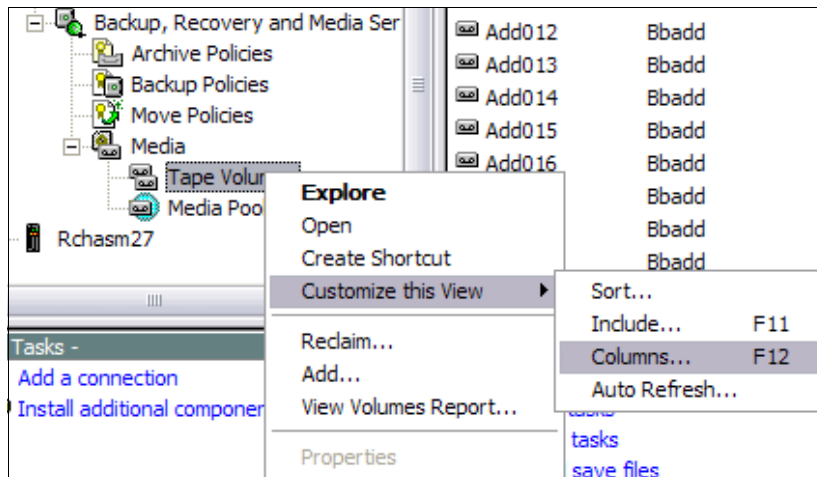 Backup, Recovery and Media Ser
Archive Policies
Backup Policies
Move Policies
Media
Tape Volu
Media Poo
Rchasm27
Add012 Bbadd
Add013 Bbadd
Add014 Bbadd
Add015 Bbadd
Add016 Bbadd
Bbadd
Bbadd
Bbadd
Explore
Open
Create Shortcut
Customize this View
Reclaim...
Add...
View Volumes Report...
Properties
Sort...
Include... F11
Columns... F12
Auto Refresh...
Tasks -
Add a connection
Install additional componer
tasks
tasks
save files